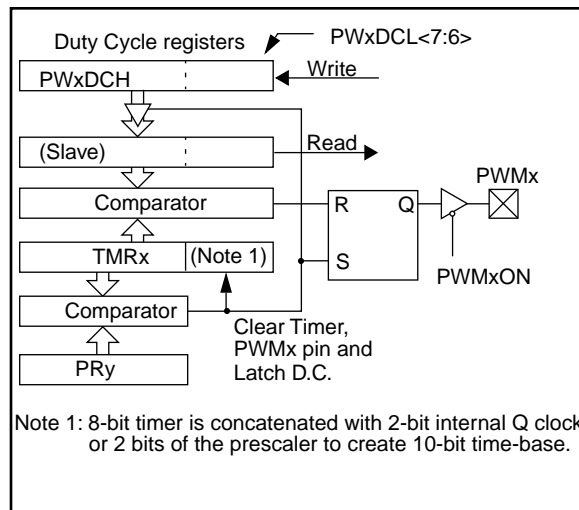 Duty Cycle registers
PWxDCL<7:6>
PWxDCH
Write
(Slave)
Read
PWMx
Comparator
R
Q
TMRx
(Note 1)
S
PWMxON
Comparator
Clear Timer,
PWMx pin and
Latch D.C.
PRy
Note 1: 8-bit timer is concatenated with 2-bit internal Q clock
or 2 bits of the prescaler to create 10-bit time-base.